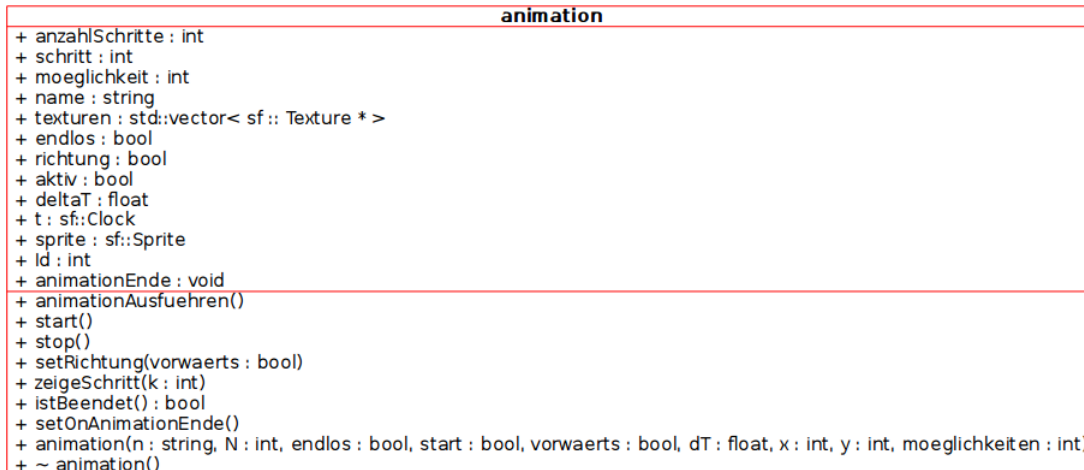 animation
+ anzahlSchritte : int
+ schritt : int
+ moeglichkeit : int
+ name : string
+ texturen : std::vector< sf :: Texture * >
+ endlos : bool
+ richtung : bool
+ aktiv : bool
+ deltaT : float
+ t : sf::Clock
+ sprite : sf::Sprite
+ Id : int
+ animationEnde : void
+ animationAusfuehren()
+ start()
+ stop()
+ setRichtung(vorwaerts : bool)
+ zeigeSchritt(k : int)
+ istBeendet() : bool
+ setOnAnimationEnde()
+ animation(n : string, N : int, endlos : bool, start : bool, vorwaerts : bool, dT : float, x : int, y : int, moeglichkeiten : int)
+ ~ animation()